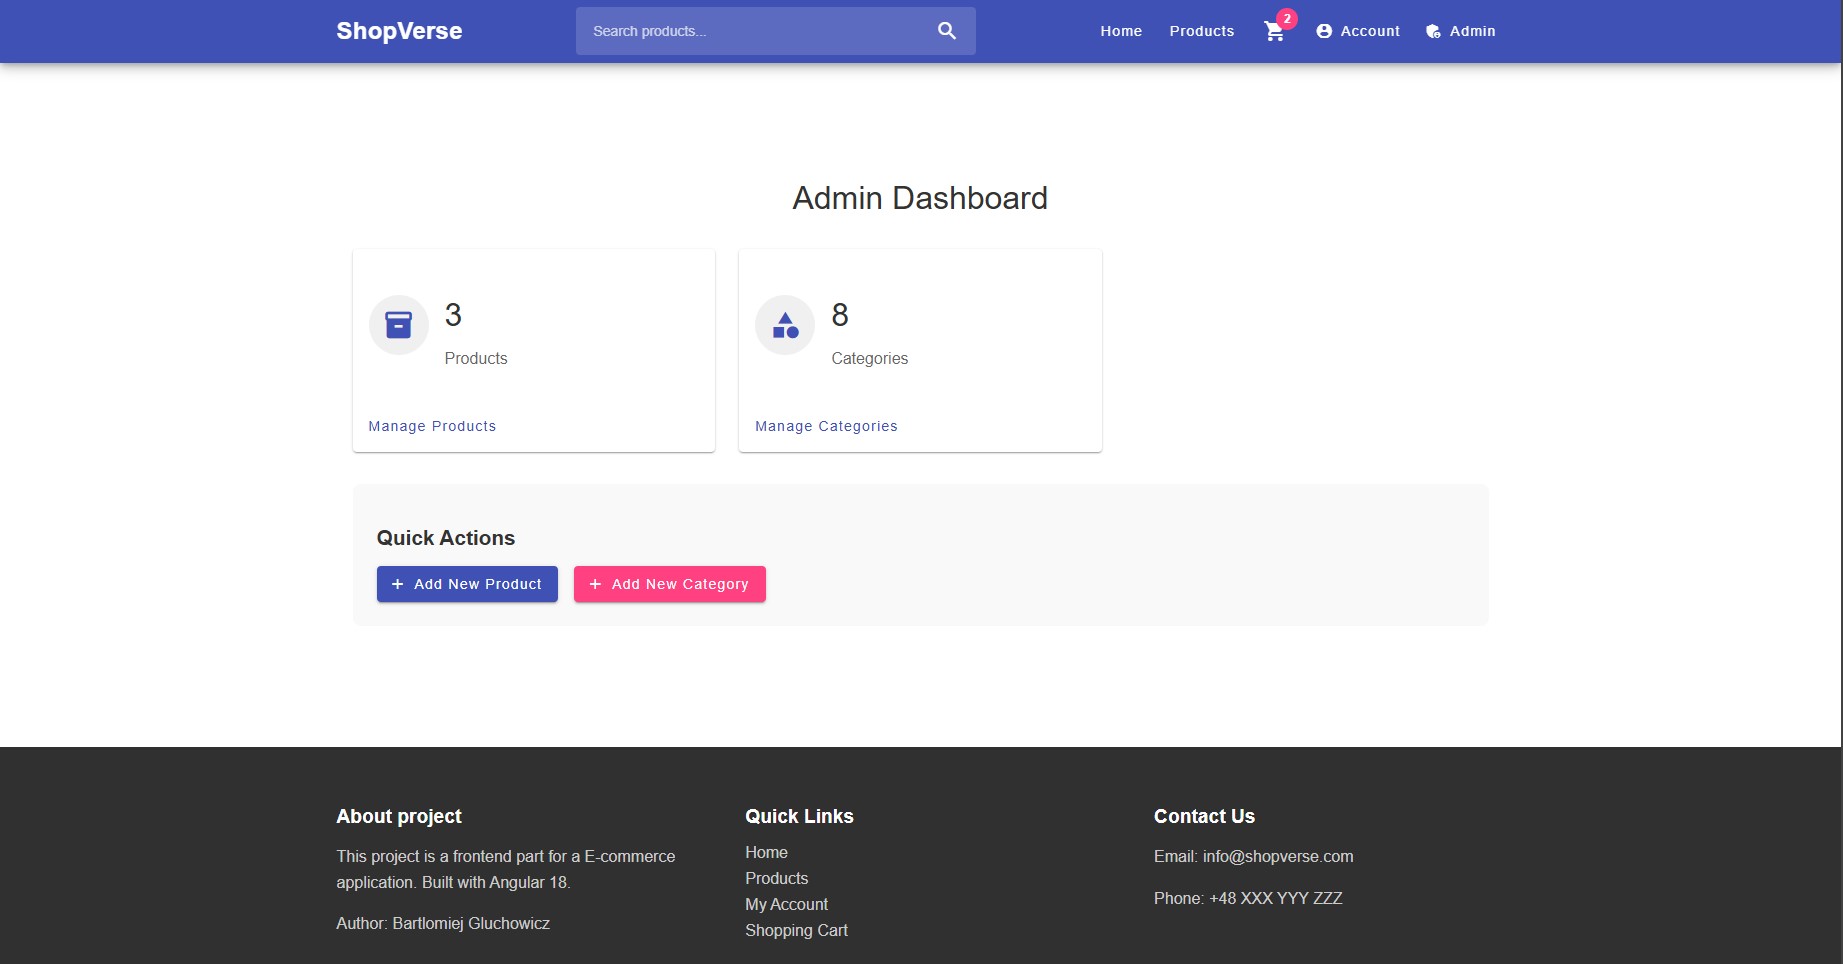 ShopVerse
Search products...
Home
Products
2
Account
Admin
Admin Dashboard
3
Products
Manage Products
8
Categories
Manage Categories
Quick Actions
+ Add New Product
+ Add New Category
About project
This project is a frontend part for a E-commerce
application. Built with Angular 18.
Author: Bartlomiej Gluchowicz
Quick Links
Home
Products
My Account
Shopping Cart
Contact Us
Email: info@shopverse.com
Phone: +48 XXX YYY ZZZ